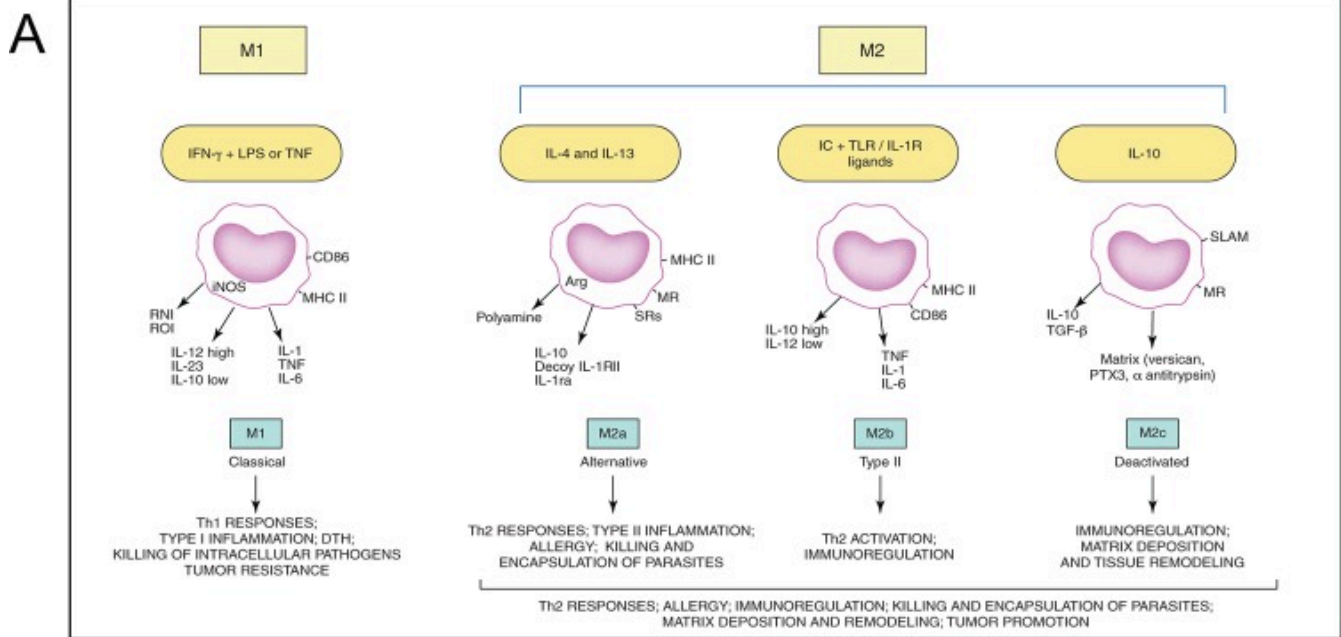 A
M1
M2
IFN-γ + LPS or TNF
IL-4 and IL-13
IC + TLR / IL-1R
ligands
IL-10
CD86
MHC II
iNOS
RNI
ROI
IL-12 high
IL-23
IL-10 low
IL-1
TNF
IL-6
MHC II
MR
SRs
Arg
Polyamine
IL-10
Decoy IL-1RII
IL-1ra
MHC II
CD86
IL-10 high
IL-12 low
TNF
IL-1
IL-6
SLAM
MR
IL-10
TGF-β
Matrix (versican,
PTX3, α antitrypsin)
M1
Classical
M2a
Alternative
M2b
Type II
M2c
Deactivated
Th1 RESPONSES;
TYPE I INFLAMMATION; DTH;
KILLING OF INTRACELLULAR PATHOGENS
TUMOR RESISTANCE
Th2 RESPONSES; TYPE II INFLAMMATION;
ALLERGY; KILLING AND
ENCAPSULATION OF PARASITES
Th2 ACTIVATION;
IMMUNOREGULATION
IMMUNOREGULATION;
MATRIX DEPOSITION
AND TISSUE REMODELING
Th2 RESPONSES; ALLERGY; IMMUNOREGULATION; KILLING AND ENCAPSULATION OF PARASITES;
MATRIX DEPOSITION AND REMODELING; TUMOR PROMOTION